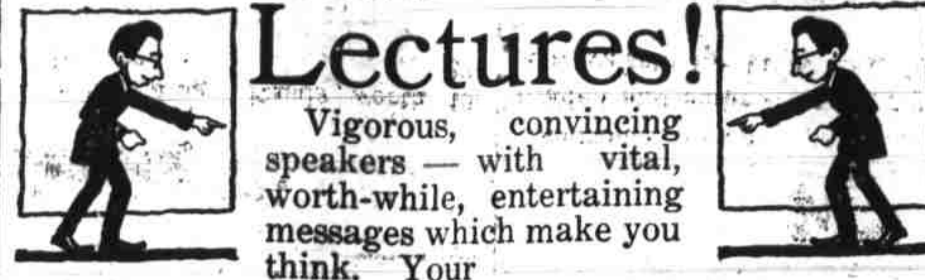 Lectures!
Vigorous, convincing
speakers — with vital,
worth-while, entertaining
messages which make you
think. Your